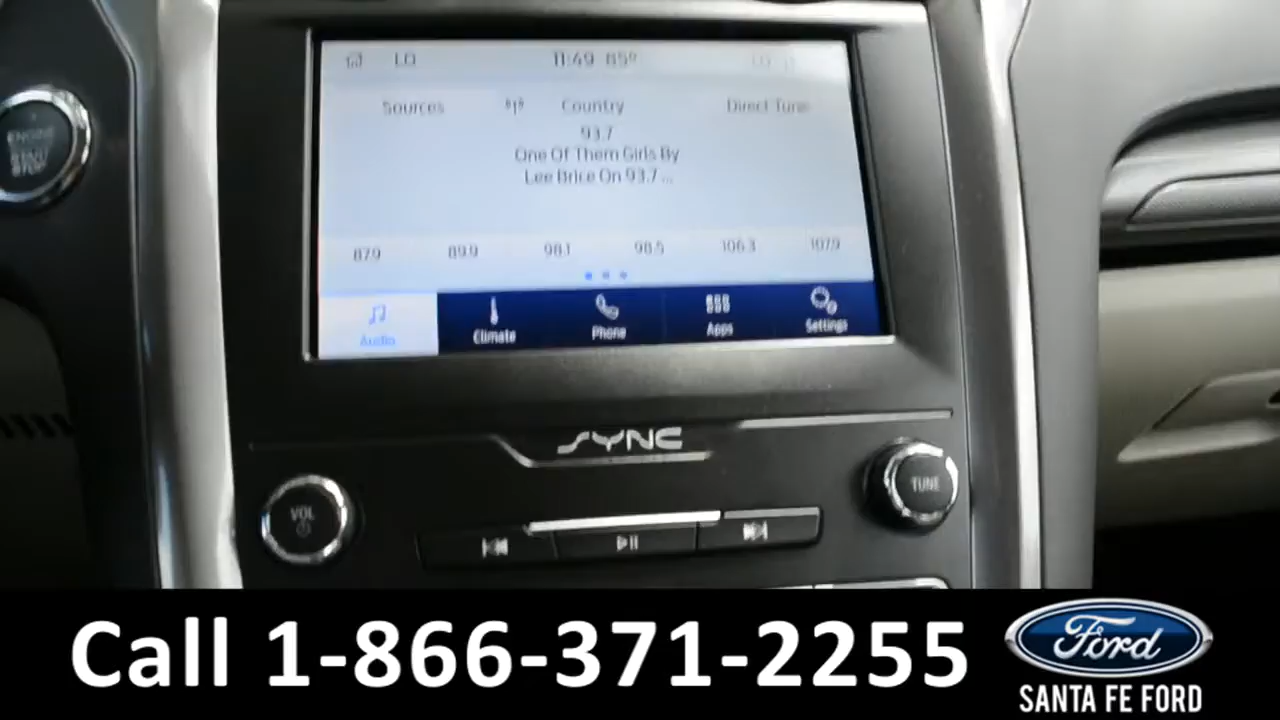 LO 11:49 85° LO
Sources Country Direct Tune
93.7
One Of Them Girls By
Lee Brice On 93.7 ...
87.9 89.9 98.1 98.5 106.3 107.9
Audio Climate Phone Apps Settings
ENGINE
START
STOP
SYNC
VOL
TUNE
Call 1-866-371-2255
Ford
SANTA FE FORD